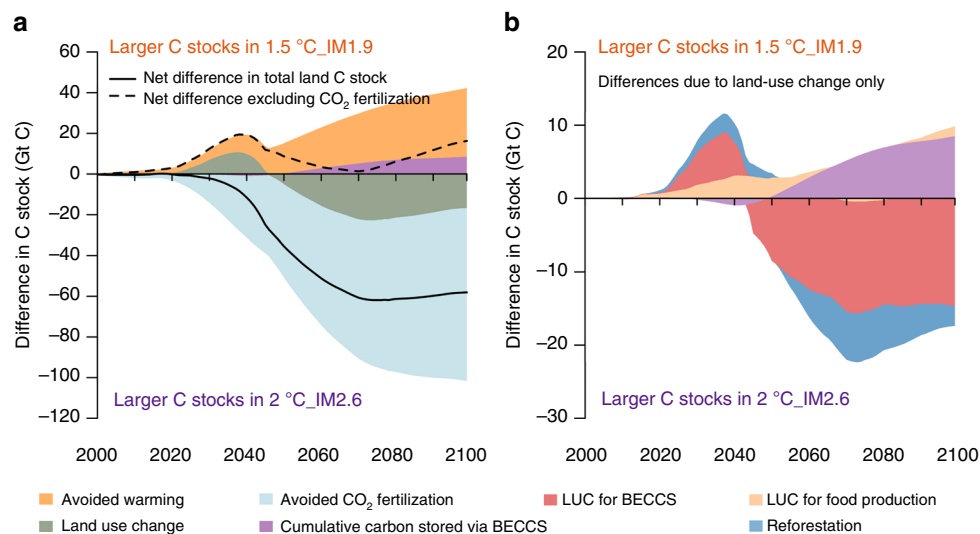 a
Larger C stocks in 1.5 °C_IM1.9
Net difference in total land C stock
Net difference excluding CO2 fertilization
Difference in C stock (Gt C)
60
40
20
0
−20
−40
−60
−80
−100
−120
Larger C stocks in 2 °C_IM2.6
2000 2020 2040 2060 2080 2100
b
Larger C stocks in 1.5 °C_IM1.9
Differences due to land-use change only
Difference in C stock (Gt C)
20
10
0
−10
−20
−30
Larger C stocks in 2 °C_IM2.6
2000 2020 2040 2060 2080 2100
Avoided warming
Avoided CO2 fertilization
LUC for BECCS
LUC for food production
Land use change
Cumulative carbon stored via BECCS
Reforestation